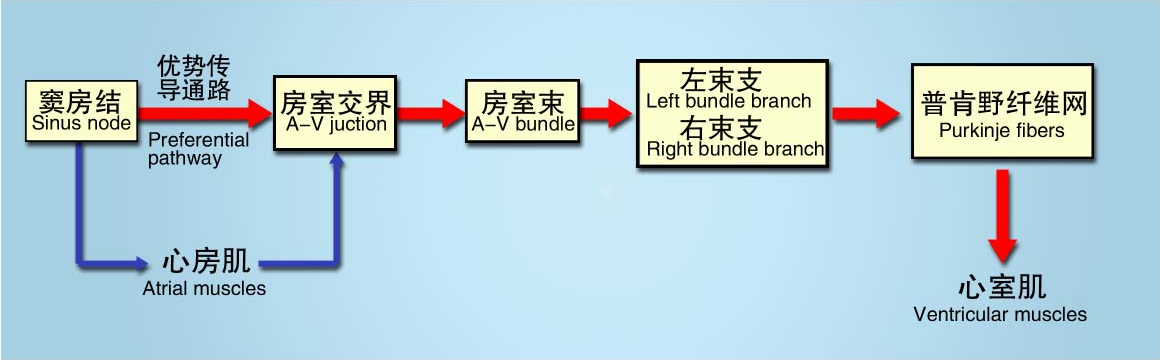 窦房结
Sinus node
优势传
导通路
Preferential
pathway
房室交界
A-V juction
房室束
A-V bundle
左束支
Left bundle branch
右束支
Right bundle branch
普肯野纤维网
Purkinje fibers
心房肌
Atrial muscles
心室肌
Ventricular muscles